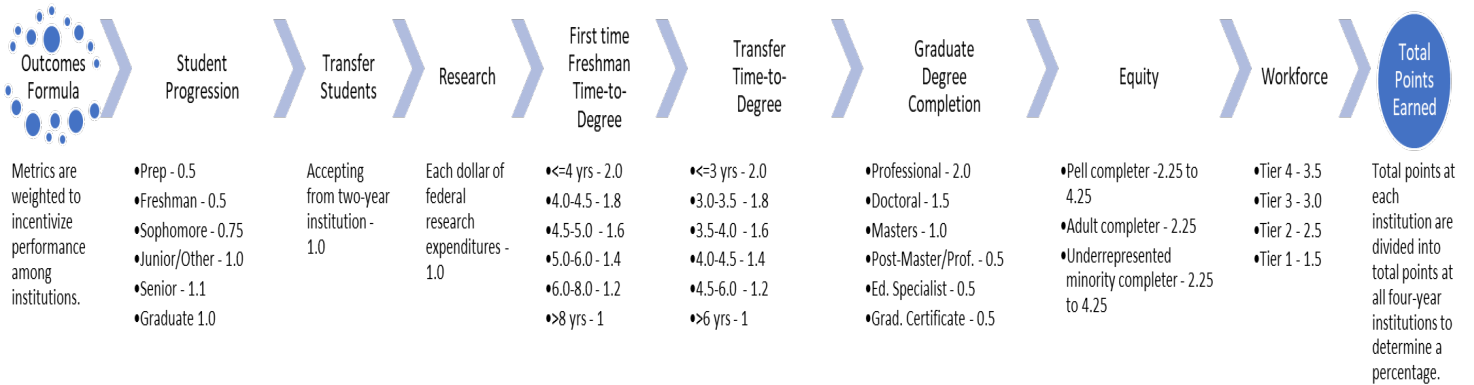 Outcomes
Formula
Metrics are
weighted to
incentivize
performance
among
institutions.
Student
Progression
•Prep - 0.5
•Freshman - 0.5
•Sophomore - 0.75
•Junior/Other - 1.0
•Senior - 1.1
•Graduate 1.0
Transfer
Students
Accepting
from two-year
institution -
1.0
Research
Each dollar of
federal
research
expenditures -
1.0
First time
Freshman
Time-to-
Degree
•<=4 yrs - 2.0
•4.0-4.5 - 1.8
•4.5-5.0 - 1.6
•5.0-6.0 - 1.4
•6.0-8.0 - 1.2
•>8 yrs - 1
Transfer
Time-to-
Degree
•<=3 yrs - 2.0
•3.0-3.5 - 1.8
•3.5-4.0 - 1.6
•4.0-4.5 - 1.4
•4.5-6.0 - 1.2
•>6 yrs - 1
Graduate
Degree
Completion
•Professional - 2.0
•Doctoral - 1.5
•Masters - 1.0
•Post-Master/Prof. - 0.5
•Ed. Specialist - 0.5
•Grad. Certificate - 0.5
Equity
•Pell completer -2.25 to
4.25
•Adult completer - 2.25
•Underrepresented
minority completer - 2.25
to 4.25
Workforce
•Tier 4 - 3.5
•Tier 3 - 3.0
•Tier 2 - 2.5
•Tier 1 - 1.5
Total
Points
Earned
Total points at
each
institution are
divided into
total points at
all four-year
institutions to
determine a
percentage.